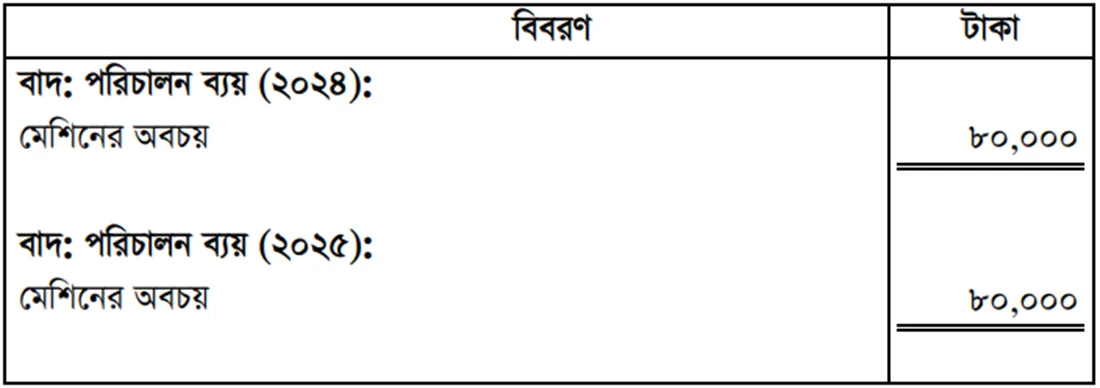 বিবরণ টাকা
বাদ: পরিচালন ব্যয় (২০২৪):
মেশিনের অবচয় ৮০,০০০
বাদ: পরিচালন ব্যয় (২০২৫):
মেশিনের অবচয় ৮০,০০০